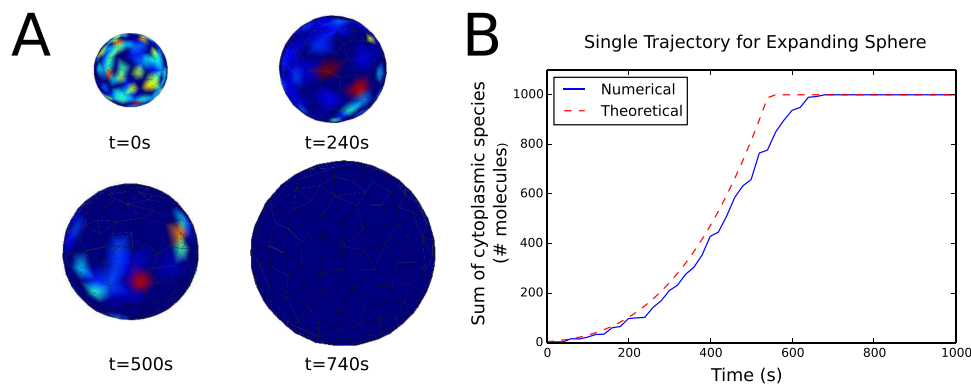 A
t=0s
t=240s
t=500s
t=740s
B
Single Trajectory for Expanding Sphere
Sum of cytoplasmic species
(# molecules)
1000
800
600
400
200
0
Numerical
Theoretical
0 200 400 600 800 1000
Time (s)